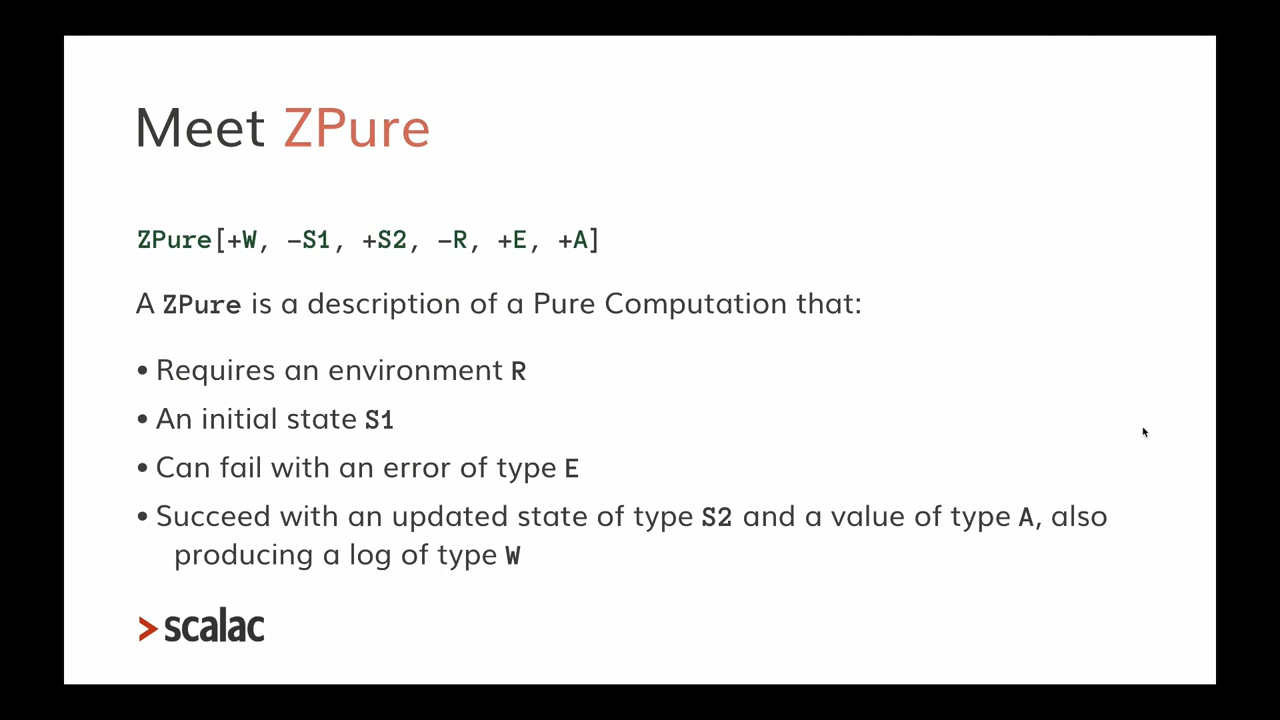 Meet ZPure
ZPure[+W, -S1, +S2, -R, +E, +A]
A ZPure is a description of a Pure Computation that:
• Requires an environment R
• An initial state S1
• Can fail with an error of type E
• Succeed with an updated state of type S2 and a value of type A, also
producing a log of type W
>scalac